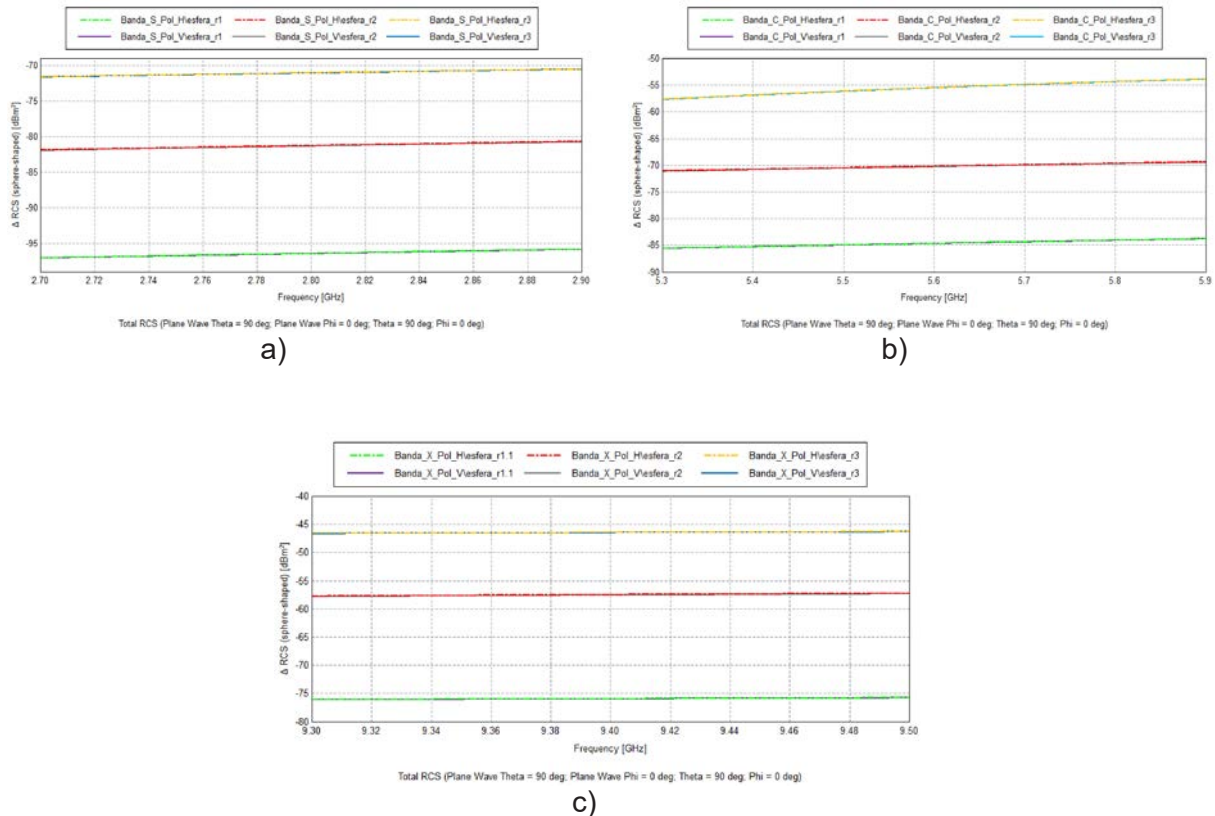 Banda_S_Pol_H\esfera_r1 Banda_S_Pol_H\esfera_r2 Banda_S_Pol_H\esfera_r3
Banda_S_Pol_V\esfera_r1 Banda_S_Pol_V\esfera_r2 Banda_S_Pol_V\esfera_r3
-70
-75
-80
-85
-90
-95
Δ RCS (sphere-shaped) [dBm²]
2.70 2.72 2.74 2.76 2.78 2.80 2.82 2.84 2.86 2.88 2.90
Frequency [GHz]
Total RCS (Plane Wave Theta = 90 deg; Plane Wave Phi = 0 deg; Theta = 90 deg; Phi = 0 deg)
a)
Banda_C_Pol_H\esfera_r1 Banda_C_Pol_H\esfera_r2 Banda_C_Pol_H\esfera_r3
Banda_C_Pol_V\esfera_r1 Banda_C_Pol_V\esfera_r2 Banda_C_Pol_V\esfera_r3
-50
-55
-60
-65
-70
-75
-80
-85
-90
Δ RCS (sphere-shaped) [dBm²]
5.3 5.4 5.5 5.6 5.7 5.8 5.9
Frequency [GHz]
Total RCS (Plane Wave Theta = 90 deg; Plane Wave Phi = 0 deg; Theta = 90 deg; Phi = 0 deg)
b)
Banda_X_Pol_H\esfera_r1.1 Banda_X_Pol_H\esfera_r2 Banda_X_Pol_H\esfera_r3
Banda_X_Pol_V\esfera_r1.1 Banda_X_Pol_V\esfera_r2 Banda_X_Pol_V\esfera_r3
-40
-45
-50
-55
-60
-65
-70
-75
-80
Δ RCS (sphere-shaped) [dBm²]
9.30 9.32 9.34 9.36 9.38 9.40 9.42 9.44 9.46 9.48 9.50
Frequency [GHz]
Total RCS (Plane Wave Theta = 90 deg; Plane Wave Phi = 0 deg; Theta = 90 deg; Phi = 0 deg)
c)